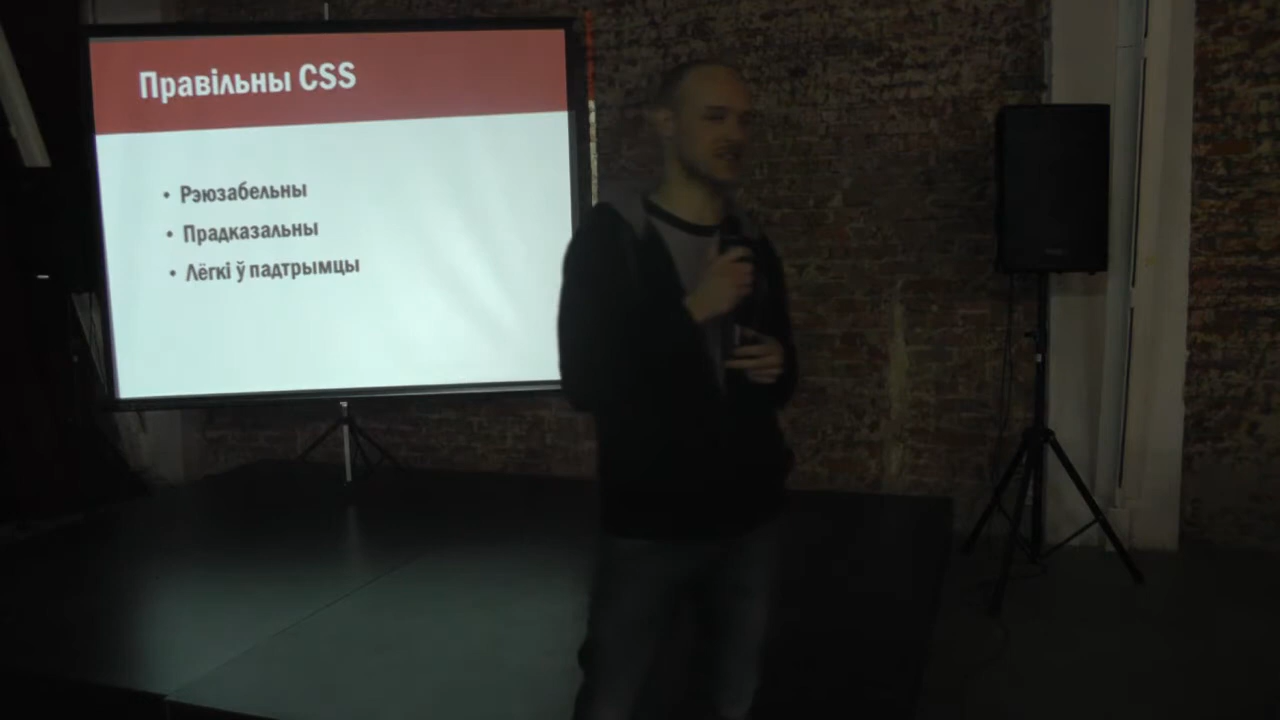 Правільны CSS
• Рэюзабельны
• Прадказальны
• Лёгкі ў падтрымцы